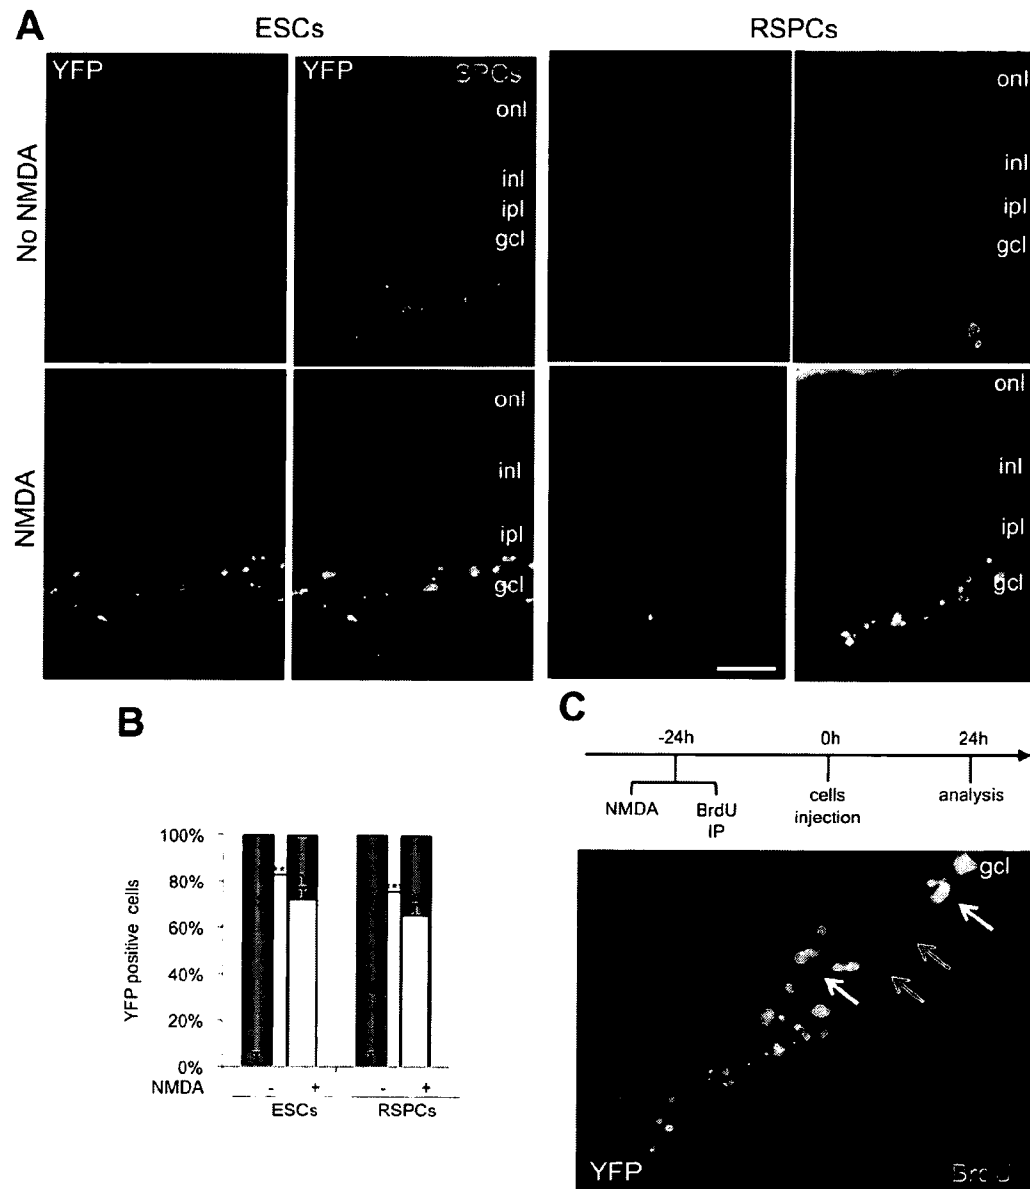 A
ESCs
RSPCs
No NMDA
YFP
YFP SPCs
onl
inl
ipl
gcl
onl
inl
ipl
gcl
NMDA
onl
inl
ipl
gcl
onl
inl
ipl
gcl
B
YFP positive cells
100%
80%
60%
40%
20%
0%
**
**
NMDA - + - +
ESCs RSPCs
C
-24h 0h 24h
NMDA BrdU IP
cells injection
analysis
gcl
YFP BrdU